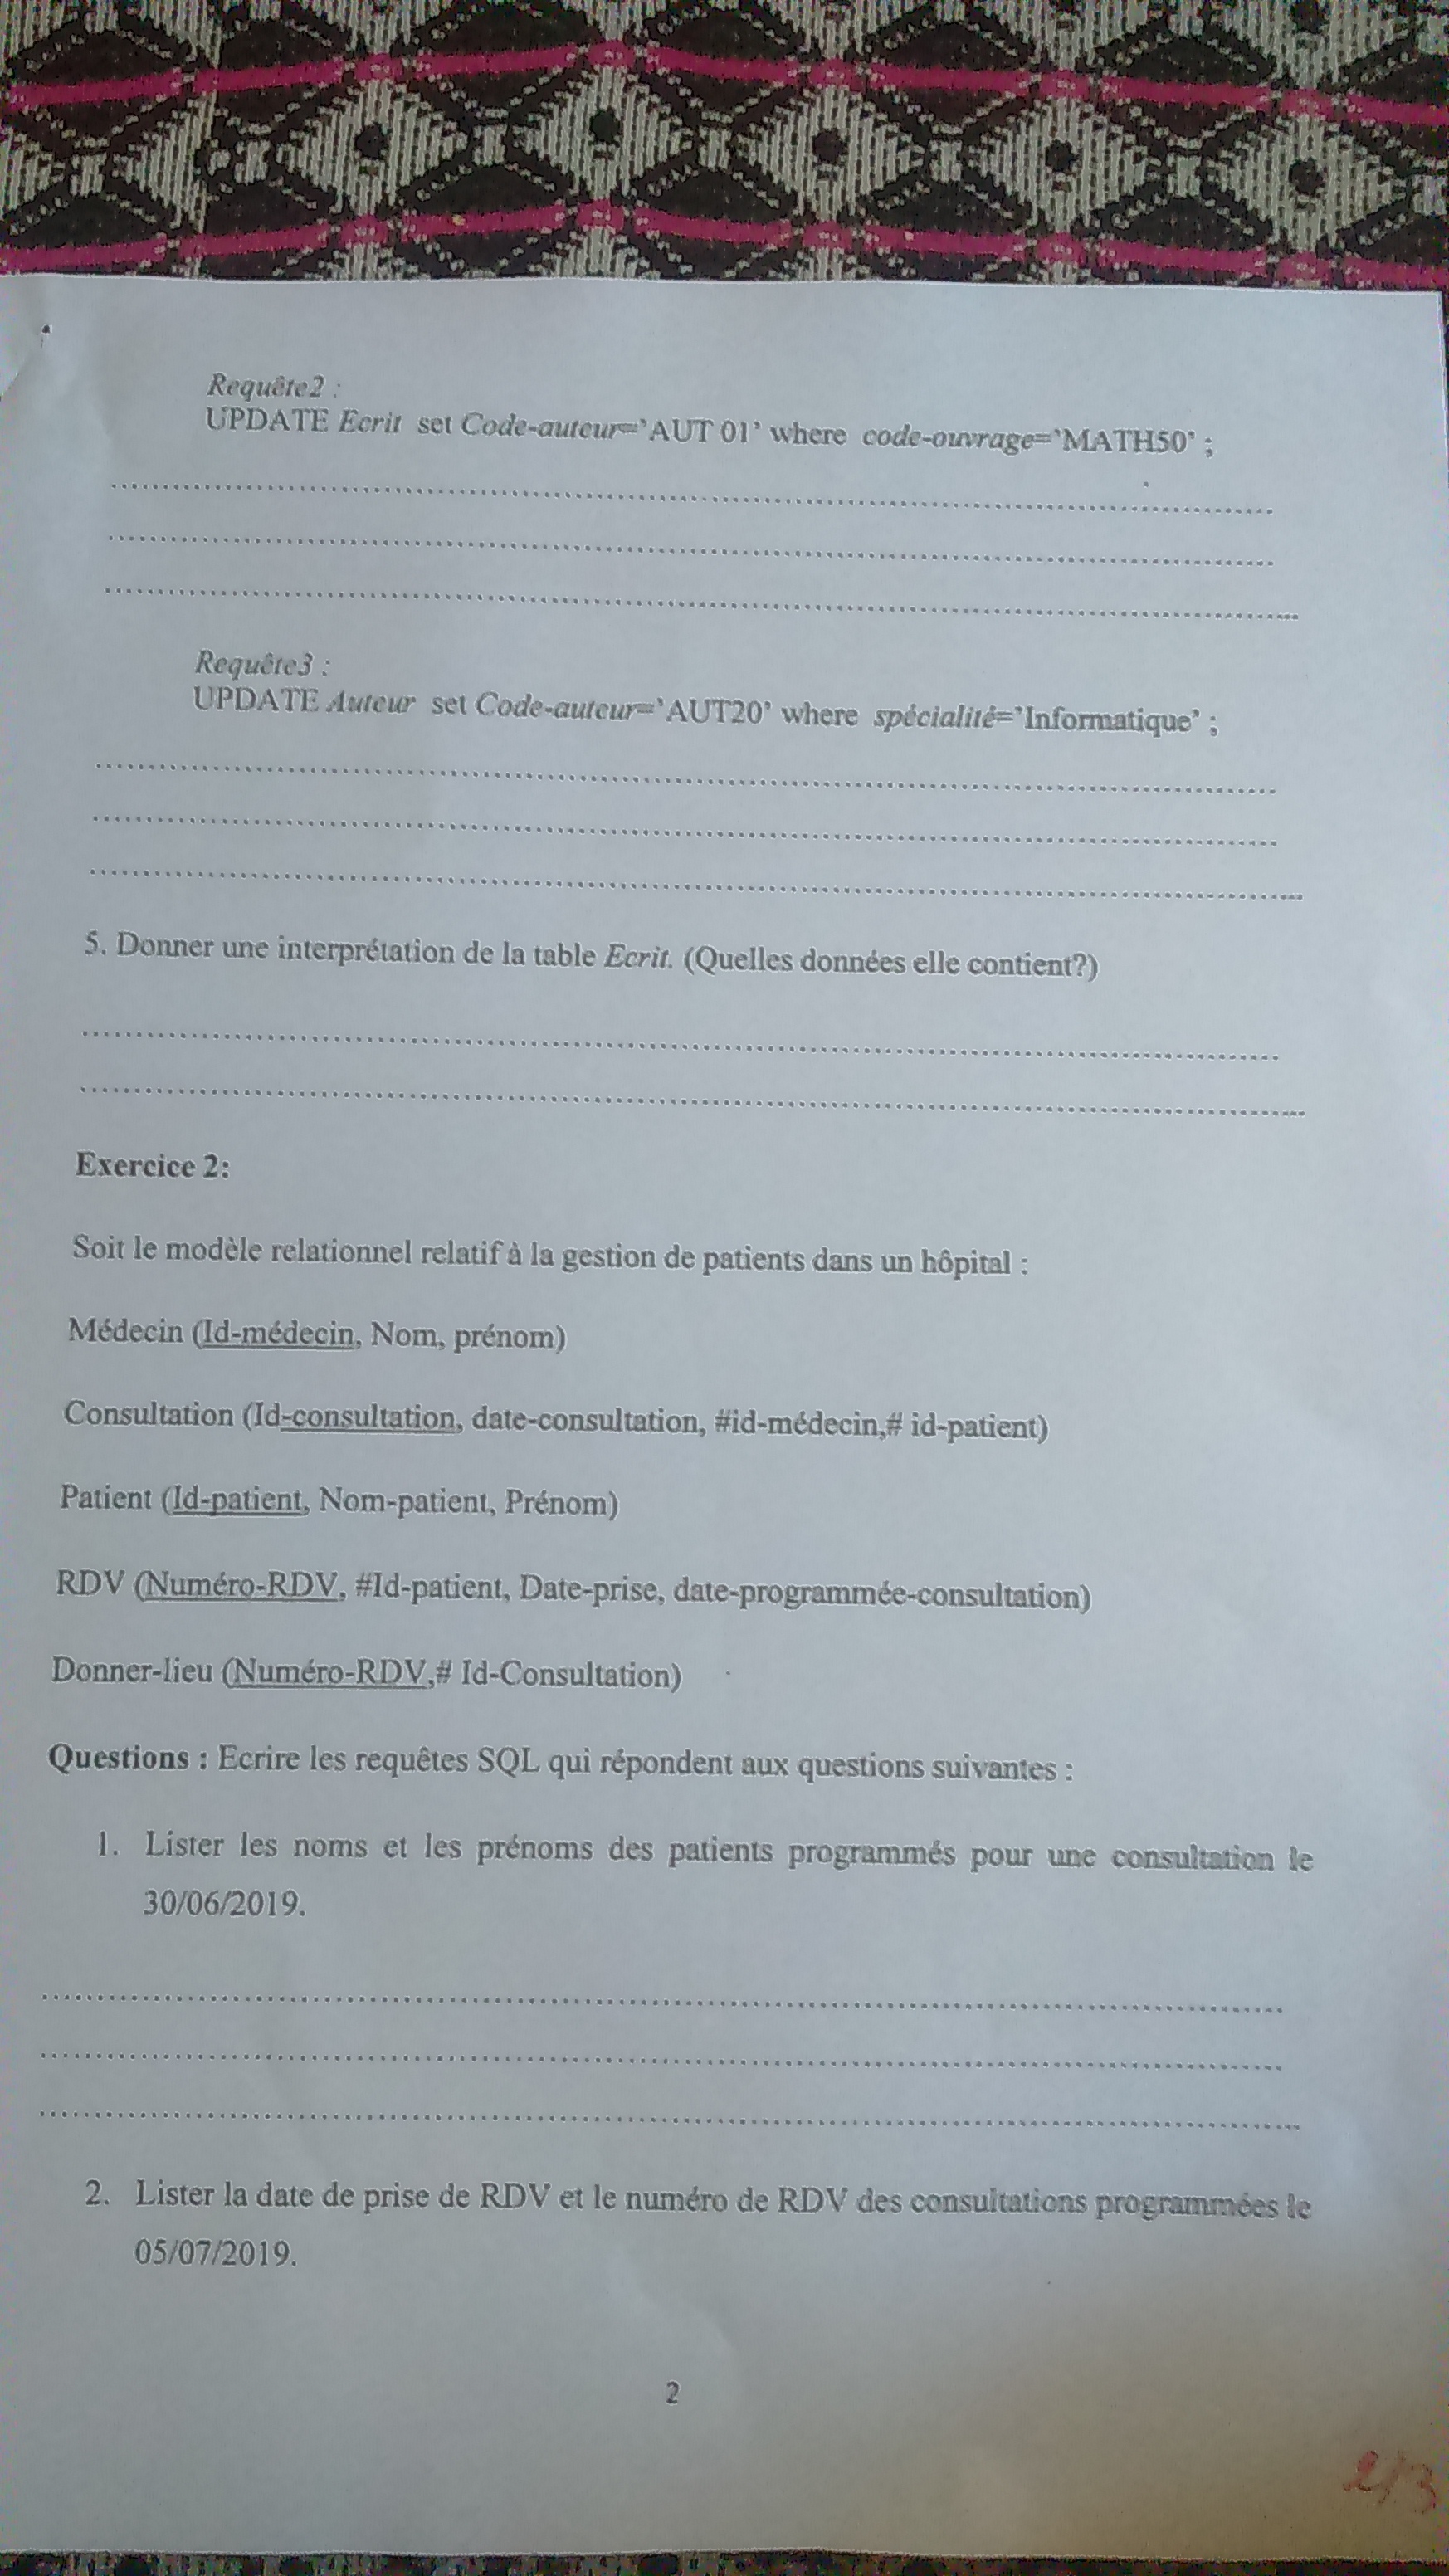 Requête2 :
UPDATE Ecrit set Code-auteur='AUT 01' where code-ouvrage='MATH50' ;
Requête3 :
UPDATE Auteur set Code-auteur='AUT20' where spécialité='Informatique' ;
5. Donner une interprétation de la table Ecrit. (Quelles données elle contient?)
Exercice 2:
Soit le modèle relationnel relatif à la gestion de patients dans un hôpital :
Médecin (Id-médecin, Nom, prénom)
Consultation (Id-consultation, date-consultation, #id-médecin,# id-patient)
Patient (Id-patient, Nom-patient, Prénom)
RDV (Numéro-RDV, #Id-patient, Date-prise, date-programmée-consultation)
Donner-lieu (Numéro-RDV,# Id-Consultation)
Questions : Ecrire les requêtes SQL qui répondent aux questions suivantes :
1. Lister les noms et les prénoms des patients programmés pour une consultation le
30/06/2019.
2. Lister la date de prise de RDV et le numéro de RDV des consultations programmées le
05/07/2019.
2
2/3